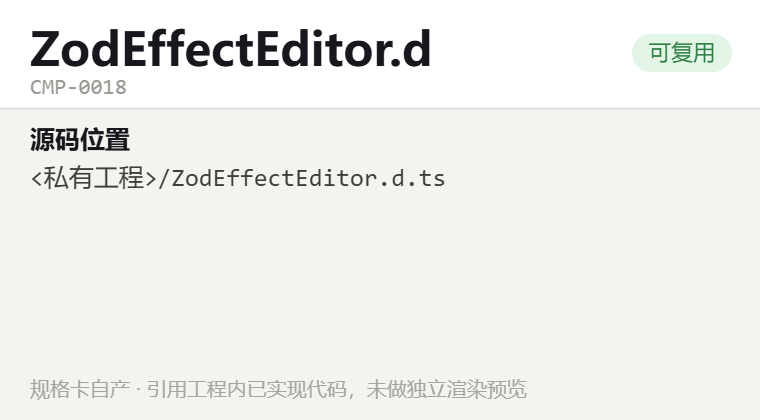 ZodEffectEditor.d
可复用
CMP-0018
源码位置
<私有工程>/ZodEffectEditor.d.ts
规格卡自产 · 引用工程内已实现代码，未做独立渲染预览